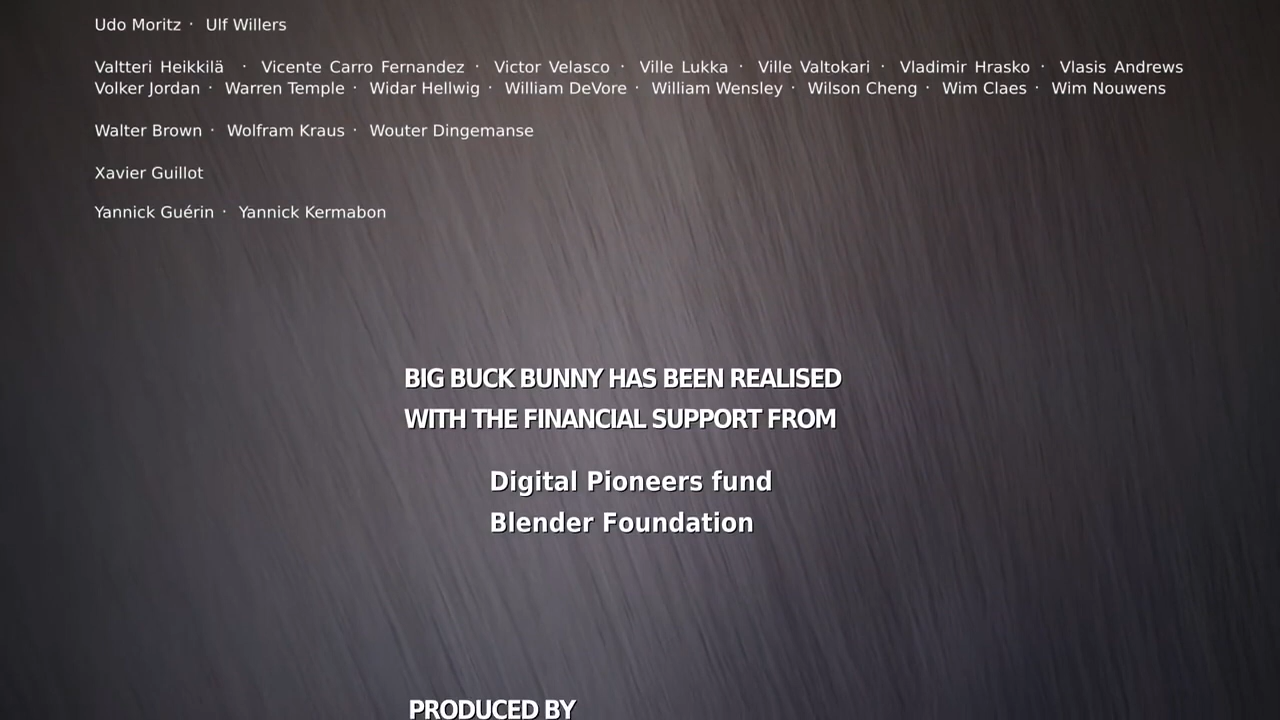 Udo Moritz · Ulf Willers
Valtteri Heikkilä · Vicente Carro Fernandez · Victor Velasco · Ville Lukka · Ville Valtokari · Vladimir Hrasko · Vlasis Andrews
Volker Jordan · Warren Temple · Widar Hellwig · William DeVore · William Wensley · Wilson Cheng · Wim Claes · Wim Nouwens
Walter Brown · Wolfram Kraus · Wouter Dingemanse
Xavier Guillot
Yannick Guérin · Yannick Kermabon
BIG BUCK BUNNY HAS BEEN REALISED
WITH THE FINANCIAL SUPPORT FROM
Digital Pioneers fund
Blender Foundation
PRODUCED BY